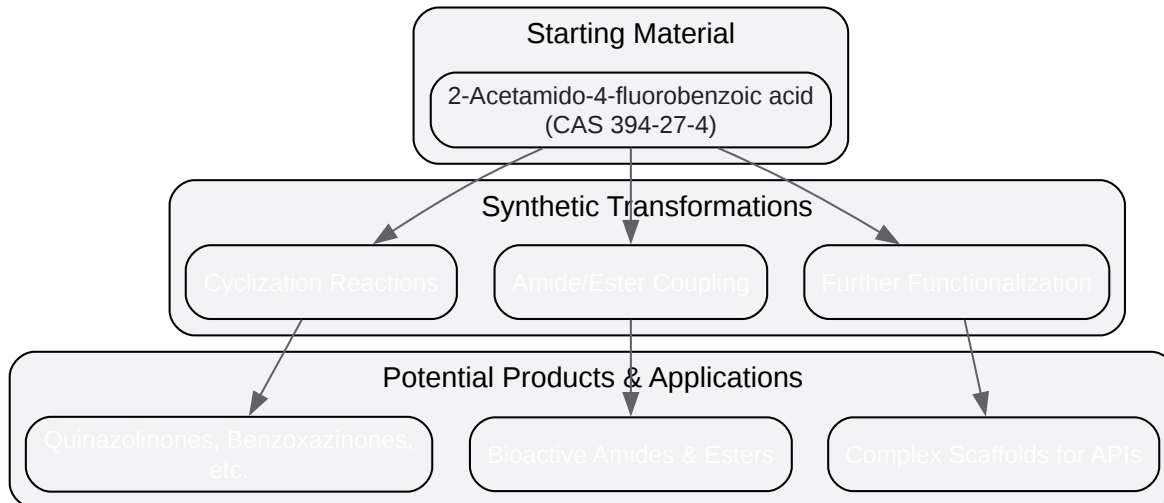 Starting Material
2-Acetamido-4-fluorobenzoic acid
(CAS 394-27-4)
Synthetic Transformations
Cyclization Reactions
Amide/Ester Coupling
Further Functionalization
Potential Products & Applications
Quinazolinones, Benzoxazinones,
etc.
Bioactive Amides & Esters
Complex Scaffolds for APIs